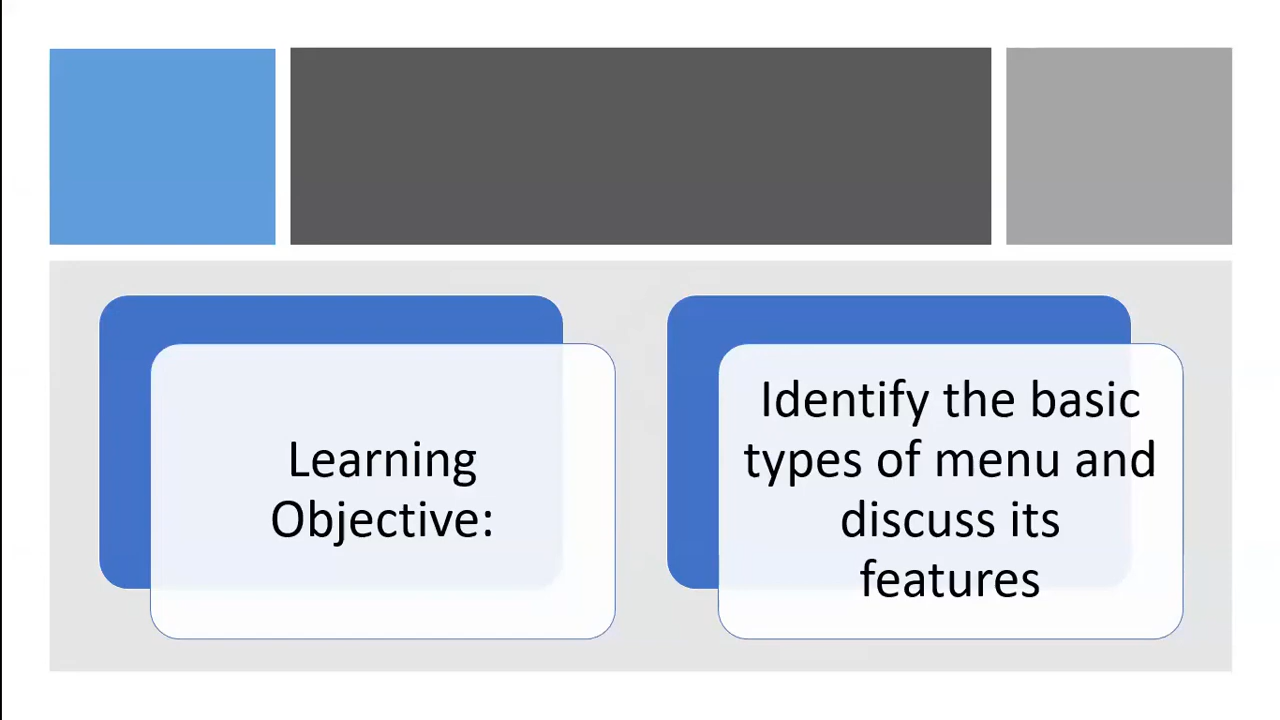 Learning
Objective:
Identify the basic
types of menu and
discuss its
features